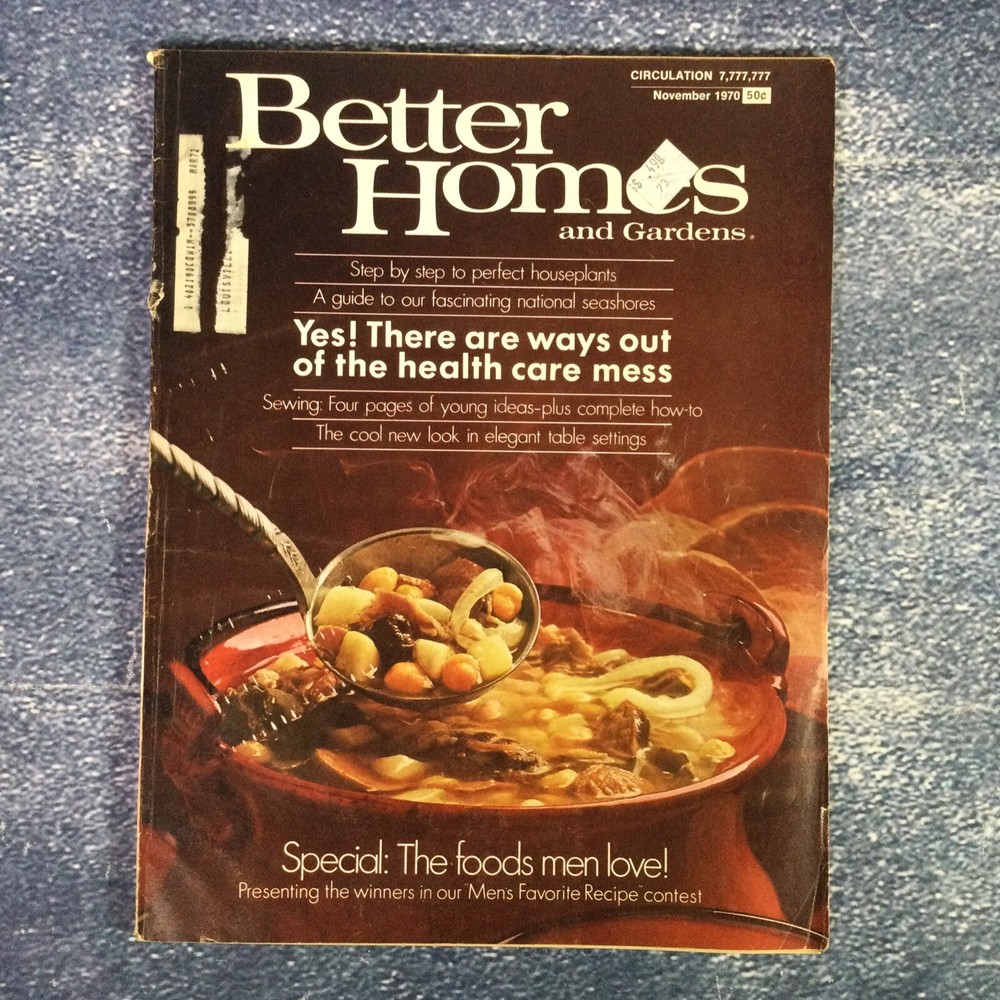 CIRCULATION 7,777,777
November 1970 50¢
Better
Homes
and Gardens
Step by step to perfect houseplants
A guide to our fascinating national seashores
Yes! There are ways out
of the health care mess
Sewing: Four pages of young ideas-plus complete how-to
The cool new look in elegant table settings
Special: The foods men love!
Presenting the winners in our "Men's Favorite Recipe" contest
MAR72
LOUISVILLE